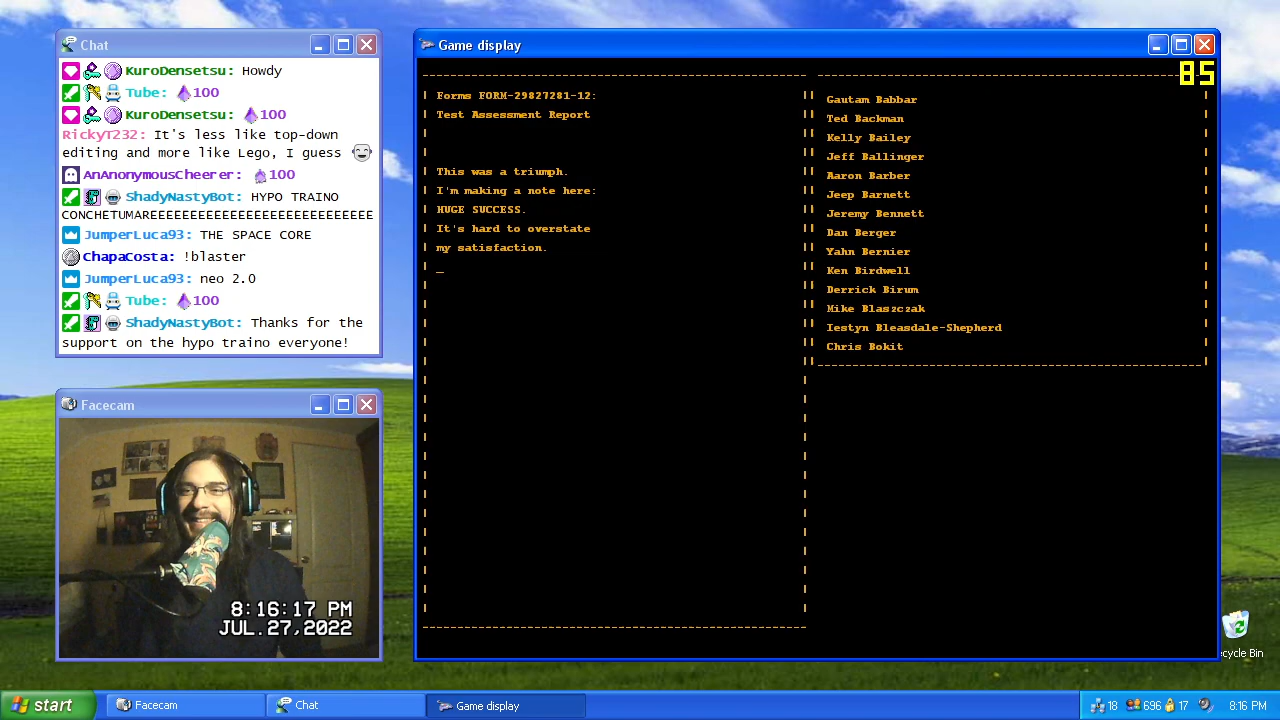 Chat
KuroDensetsu: Howdy
Tube: 100
KuroDensetsu: 100
RickyT232: It's less like top-down
editing and more like Lego, I guess
AnAnonymousCheerer: 100
ShadyNastyBot: HYPO TRAINO
CONCHETUMAREEEEEEEEEEEEEEEEEEEEEEEEEEEE
JumperLuca93: THE SPACE CORE
ChapaCosta: !blaster
JumperLuca93: neo 2.0
Tube: 100
ShadyNastyBot: Thanks for the
support on the hypo traino everyone!
Facecam
8:16:17 PM
JUL.27,2022
Game display
85
Forms FORM-29827281-12:
Test Assessment Report
This was a triumph.
I'm making a note here:
HUGE SUCCESS.
It's hard to overstate
my satisfaction.
_
Gautam Babbar
Ted Backman
Kelly Bailey
Jeff Ballinger
Aaron Barber
Jeep Barnett
Jeremy Bennett
Dan Berger
Yahn Bernier
Ken Birdwell
Derrick Birum
Mike Blaszczak
Iestyn Bleasdale-Shepherd
Chris Bokit
ecycle Bin
start
Facecam
Chat
Game display
18
696
17
8:16 PM